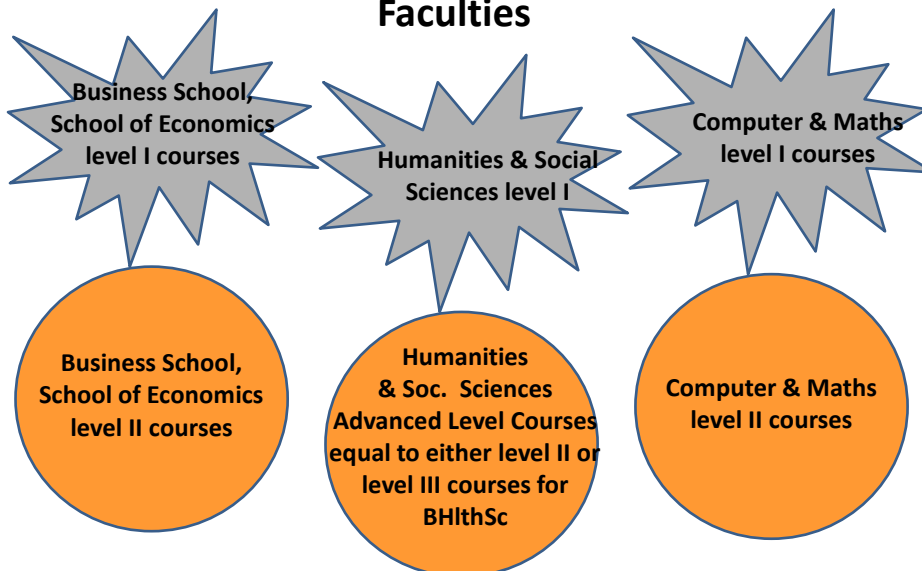 Faculties
Business School,
School of Economics
level I courses
Humanities & Social
Sciences level I
Computer & Maths
level I courses
Business School,
School of Economics
level II courses
Humanities
& Soc. Sciences
Advanced Level Courses
equal to either level II or
level III courses for
BHlthSc
Computer & Maths
level II courses